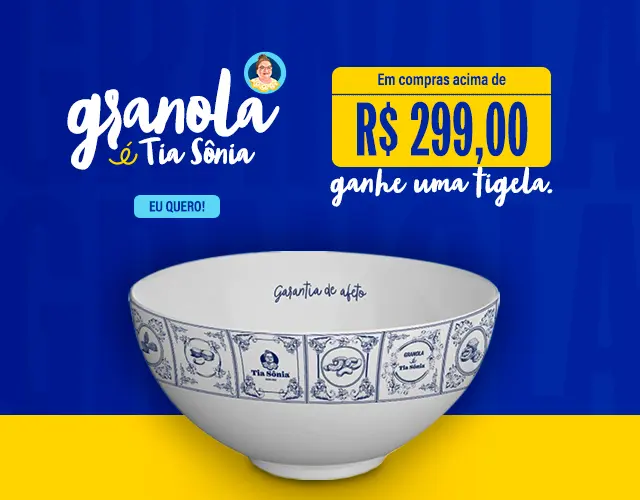 granola
é Tia Sônia
EU QUERO!
Em compras acima de
R$ 299,00
ganhe uma tigela.
Garantia de afeto
Tia Sônia
GRANOLA
é
Tia Sônia